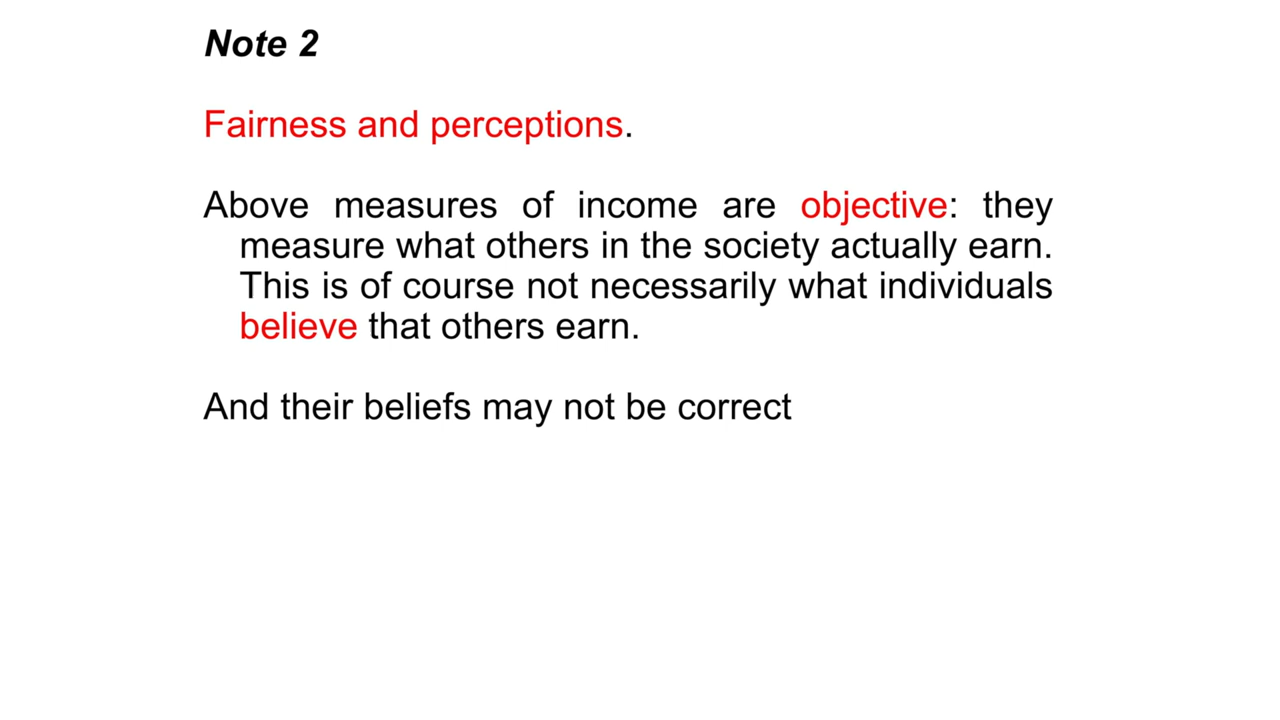 Note 2
Fairness and perceptions.
Above measures of income are objective: they
measure what others in the society actually earn.
This is of course not necessarily what individuals
believe that others earn.
And their beliefs may not be correct